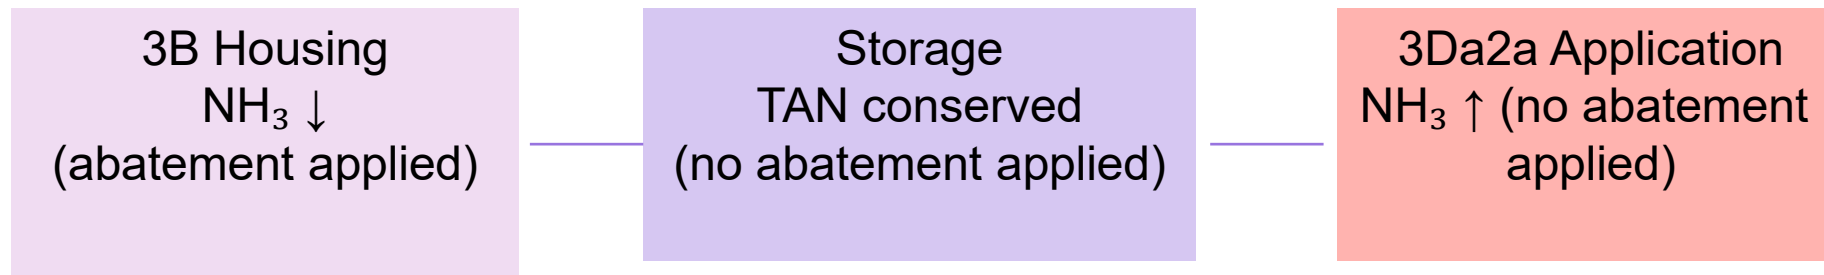 3B Housing
NH₃ ↓
(abatement applied)
Storage
TAN conserved
(no abatement applied)
3Da2a Application
NH₃ ↑ (no abatement
applied)